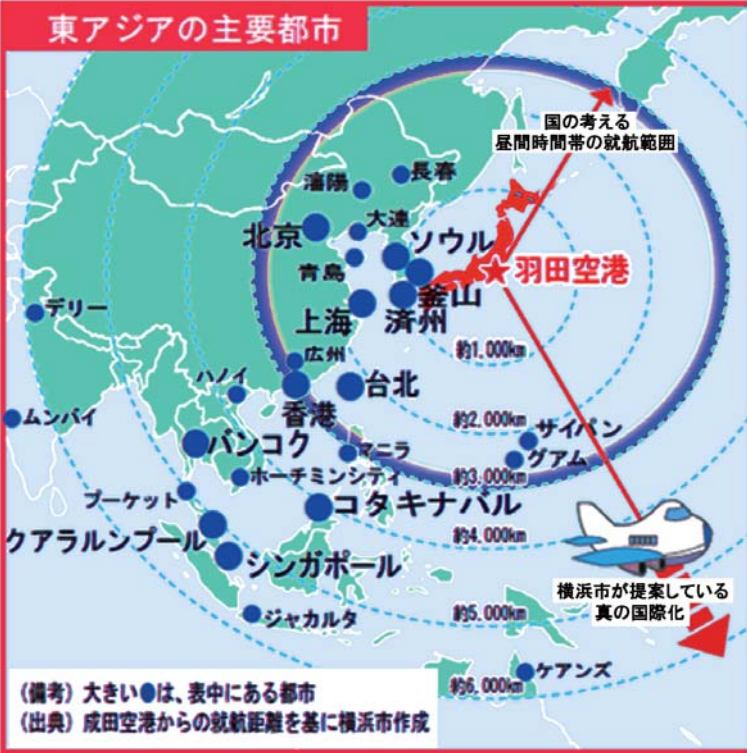 東アジアの主要都市
国の考える
昼間時間帯の就航範囲
長春
瀋陽
大連
北京
ソウル
青島
羽田空港
釜山
デリー
上海
済州
約1,000km
広州
ハノイ
台北
香港
ムンバイ
約2,000km
サイパン
バンコク
マニラ
グアム
ホーチミンシティ
約3,000km
プーケット
コタキナバル
クアラルンプール
約4,000km
シンガポール
横浜市が提案している
真の国際化
ジャカルタ
約5,000km
ケアンズ
約6,000km
(備考) 大きい●は、表中にある都市
(出典) 成田空港からの就航距離を基に横浜市作成